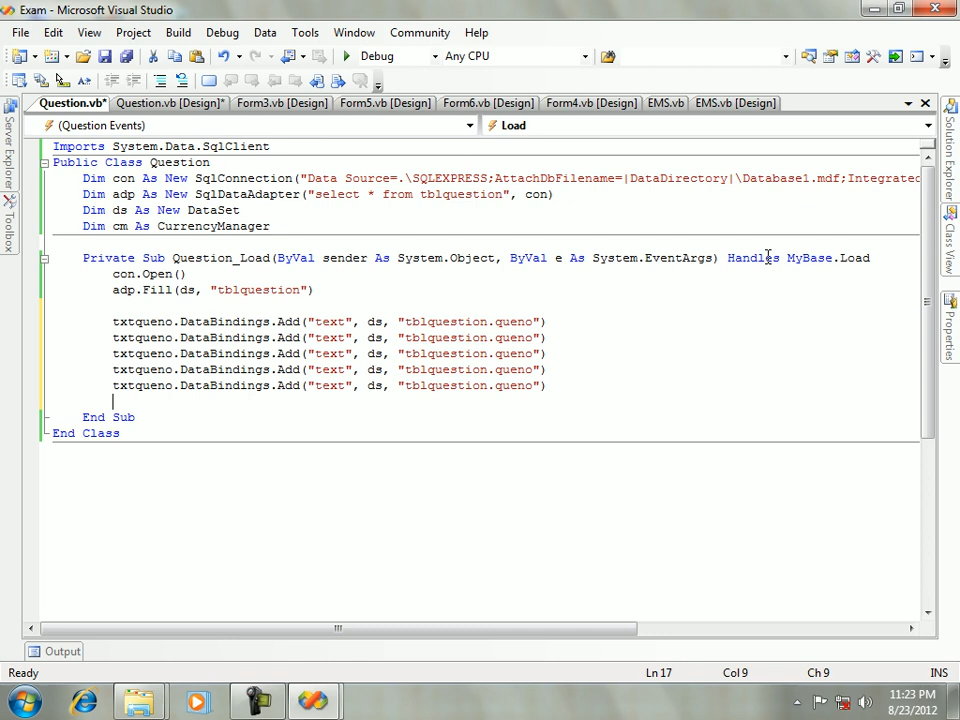 Exam - Microsoft Visual Studio
File Edit View Project Build Debug Data Tools Window Community Help
Debug Any CPU
Question.vb* Question.vb [Design]* Form3.vb [Design] Form5.vb [Design] Form6.vb [Design] Form4.vb [Design] EMS.vb EMS.vb [Design]
(Question Events) Load
Imports System.Data.SqlClient
Public Class Question
Dim con As New SqlConnection("Data Source=.\SQLEXPRESS;AttachDbFilename=|DataDirectory|\Database1.mdf;Integrated
Dim adp As New SqlDataAdapter("select * from tblquestion", con)
Dim ds As New DataSet
Dim cm As CurrencyManager
Private Sub Question_Load(ByVal sender As System.Object, ByVal e As System.EventArgs) Handles MyBase.Load
con.Open()
adp.Fill(ds, "tblquestion")
txtqueno.DataBindings.Add("text", ds, "tblquestion.queno")
txtqueno.DataBindings.Add("text", ds, "tblquestion.queno")
txtqueno.DataBindings.Add("text", ds, "tblquestion.queno")
txtqueno.DataBindings.Add("text", ds, "tblquestion.queno")
txtqueno.DataBindings.Add("text", ds, "tblquestion.queno")
End Sub
End Class
Server Explorer
Toolbox
Solution Explorer
Class View
Properties
Output
Ready Ln 17 Col 9 Ch 9 INS
11:23 PM
8/23/2012